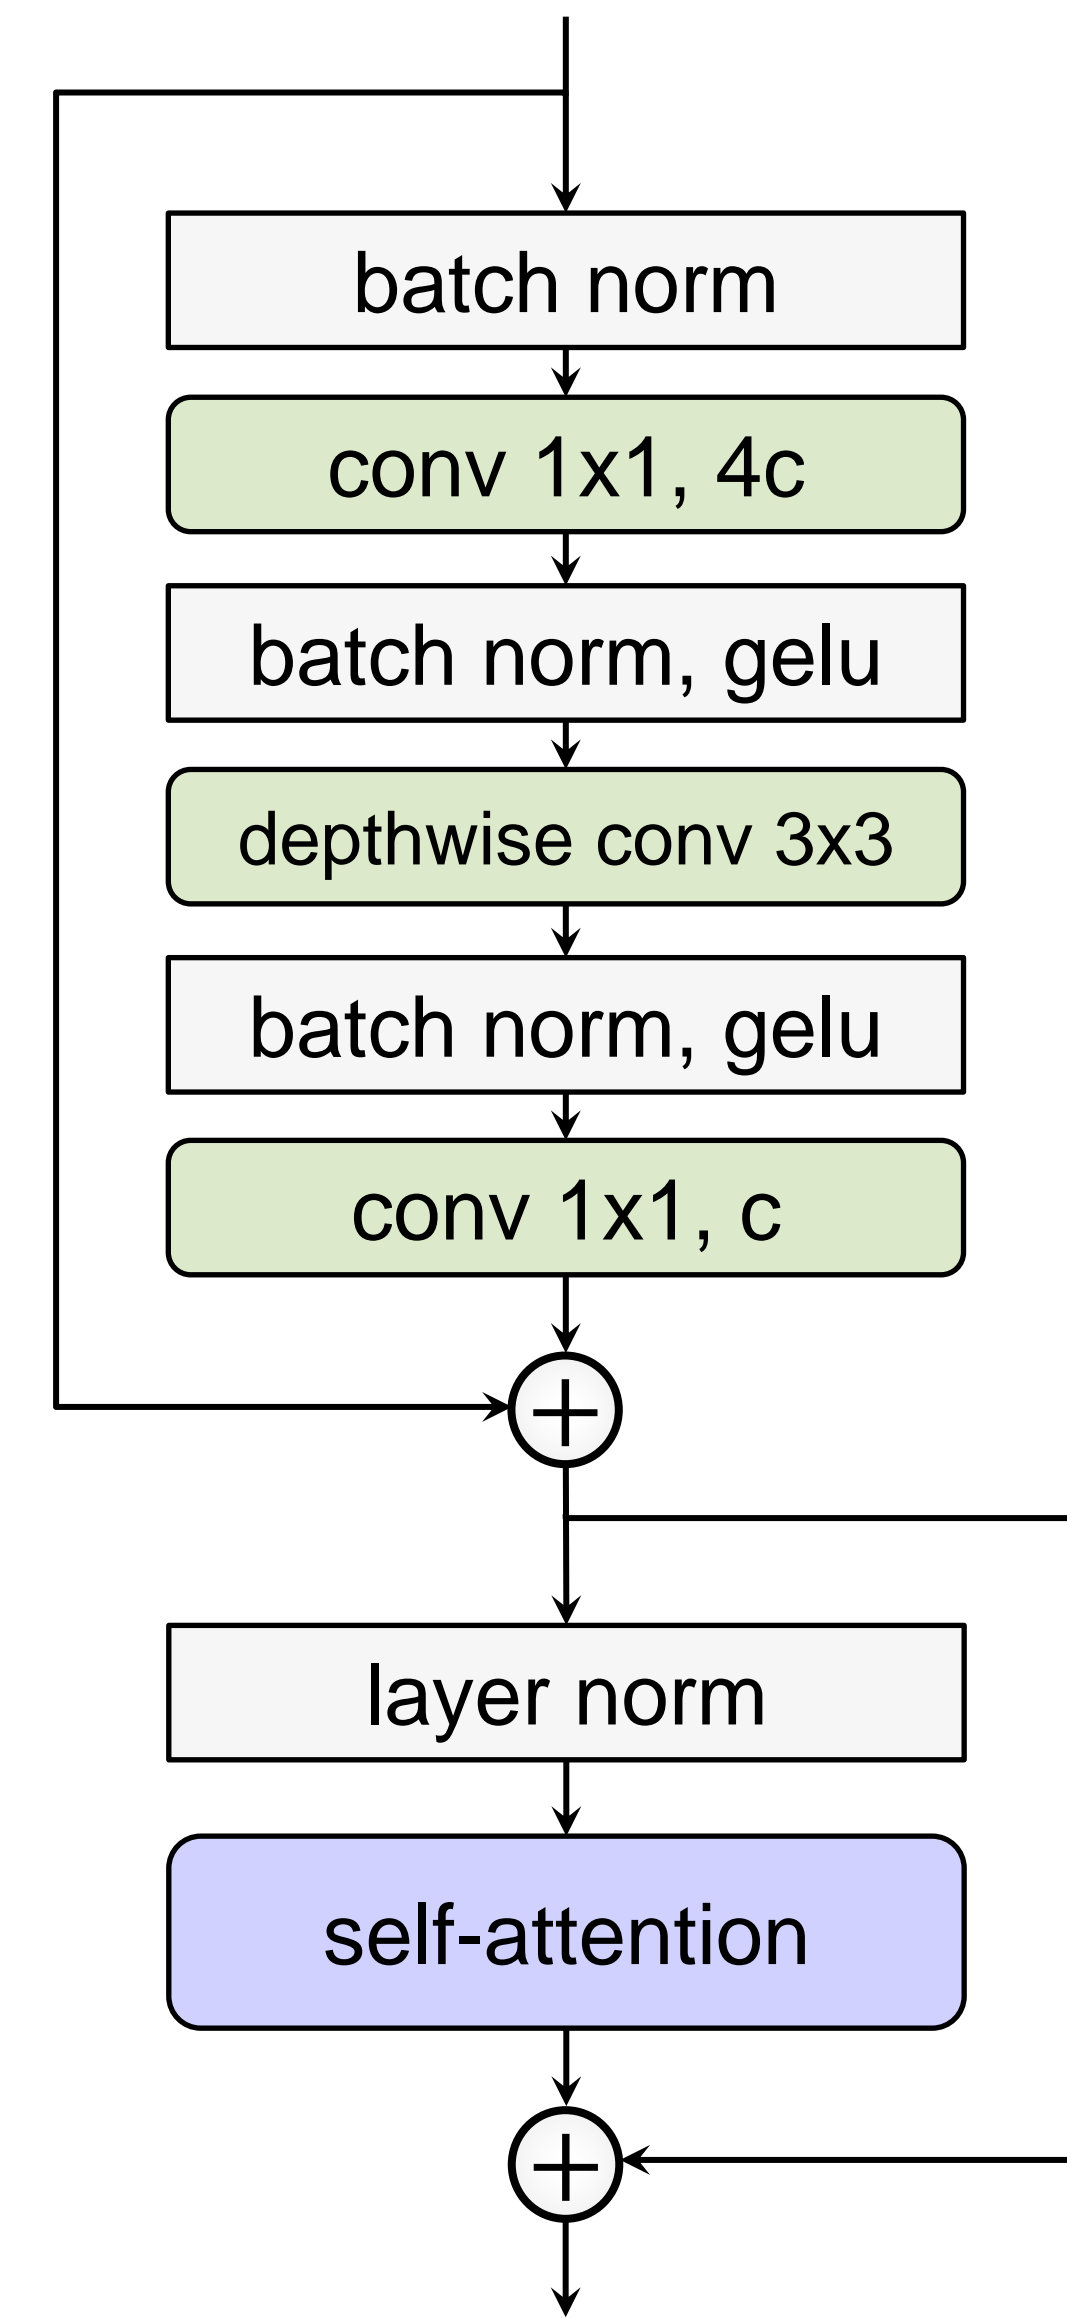 batch norm
conv 1x1, 4c
batch norm, gelu
depthwise conv 3x3
batch norm, gelu
conv 1x1, c
layer norm
self-attention